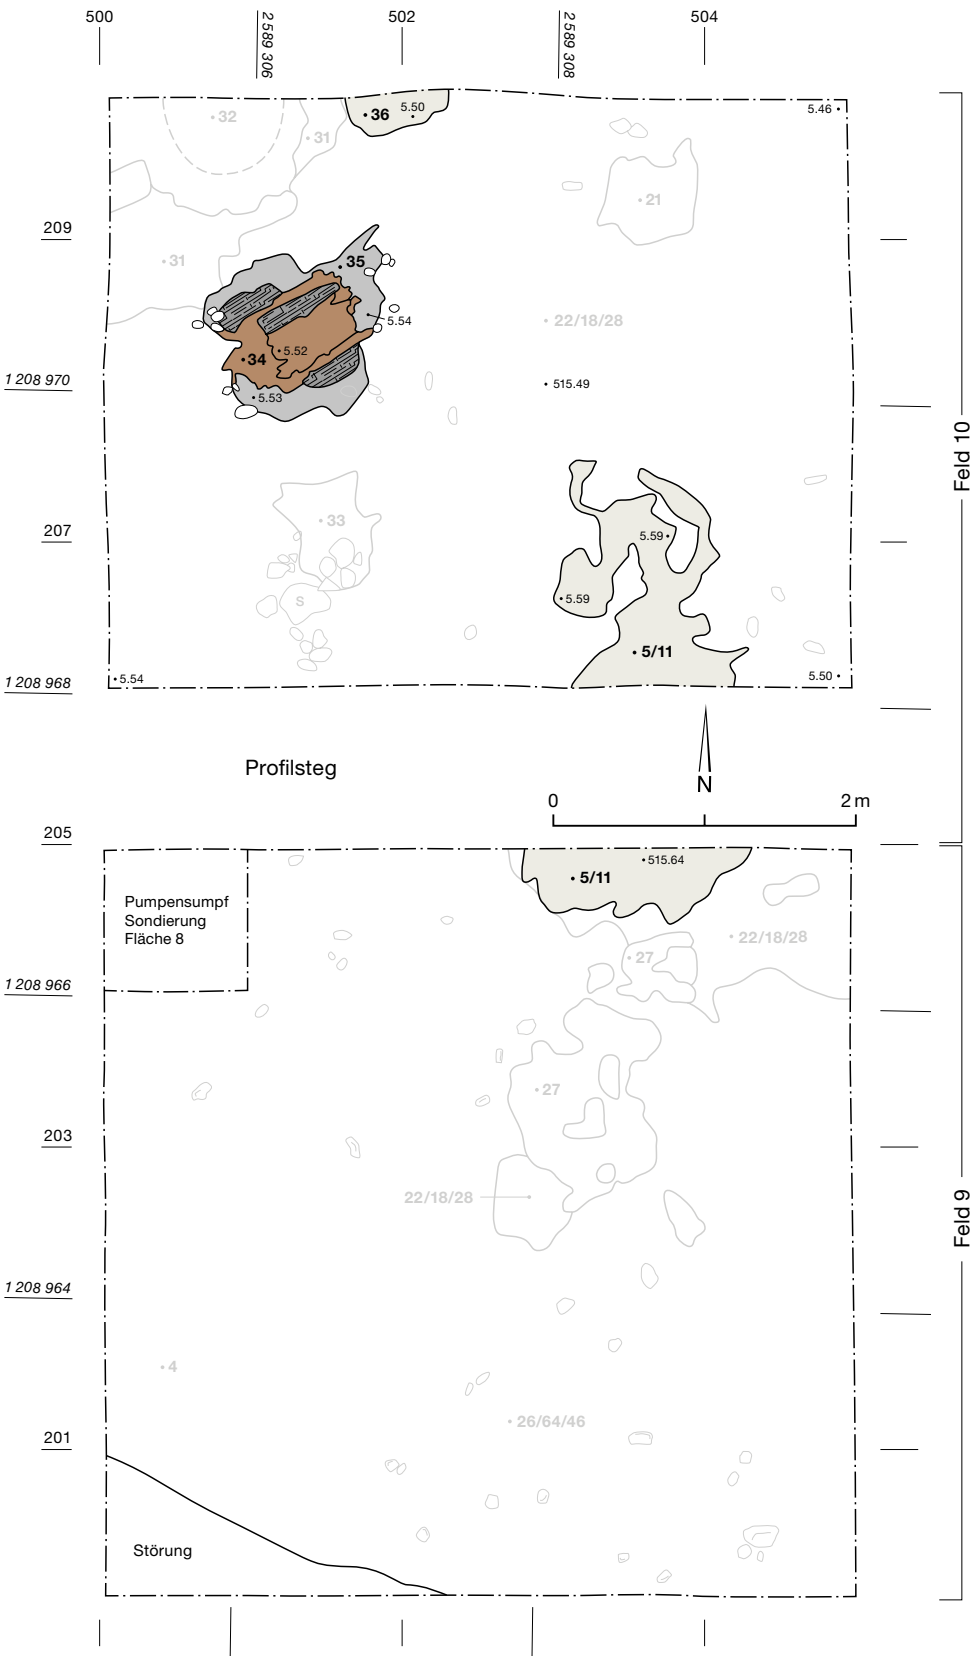 500
2 589 306
502
2 589 308
504
32
31
36
5.50
5.46
21
209
31
35
5.54
22/18/28
5.52
34
515.49
1 208 970
5.53
Feld 10
33
207
5.59
5.59
S
5/11
5.54
5.50
1 208 968
Profilsteg
N
0
2 m
205
515.64
5/11
Pumpensumpf
Sondierung
Fläche 8
22/18/28
27
1 208 966
27
203
22/18/28
Feld 9
1 208 964
4
26/64/46
201
Störung